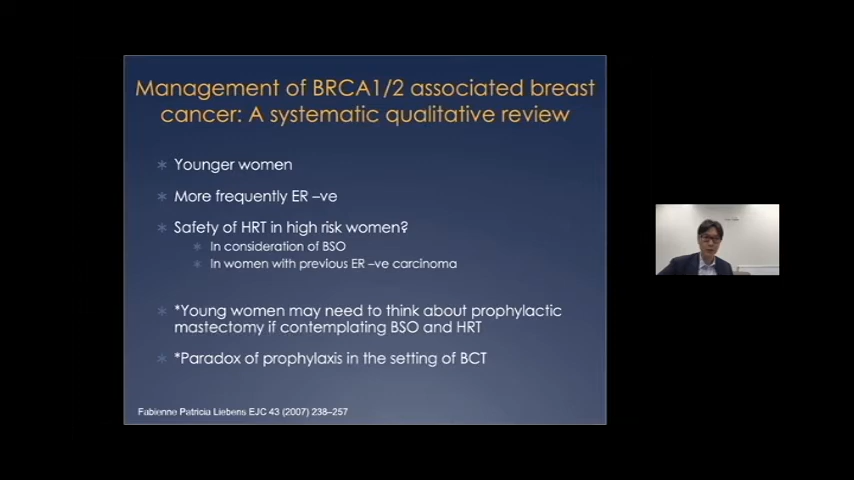 Management of BRCA1/2 associated breast
cancer: A systematic qualitative review
* Younger women
* More frequently ER –ve
* Safety of HRT in high risk women?
* In consideration of BSO
* In women with previous ER –ve carcinoma
* *Young women may need to think about prophylactic
mastectomy if contemplating BSO and HRT
* *Paradox of prophylaxis in the setting of BCT
Fabienne Patricia Liebens EJC 43 (2007) 238–257